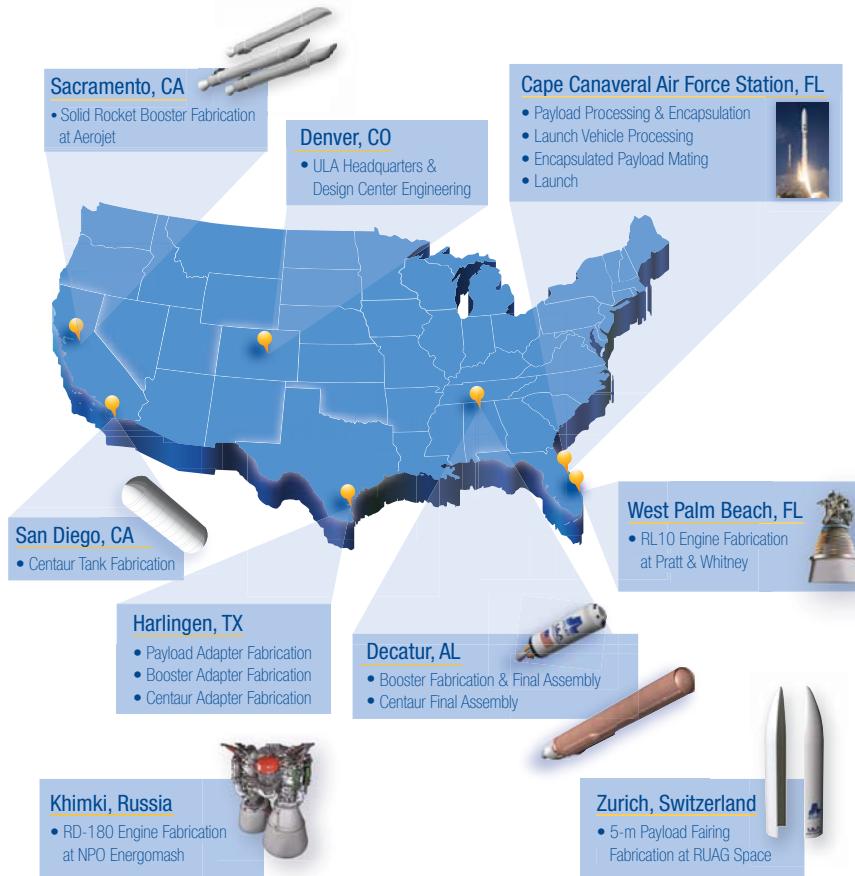 Sacramento, CA
• Solid Rocket Booster Fabrication
at Aerojet
Denver, CO
• ULA Headquarters &
Design Center Engineering
Cape Canaveral Air Force Station, FL
• Payload Processing & Encapsulation
• Launch Vehicle Processing
• Encapsulated Payload Mating
• Launch
San Diego, CA
• Centaur Tank Fabrication
West Palm Beach, FL
• RL10 Engine Fabrication
at Pratt & Whitney
Harlingen, TX
• Payload Adapter Fabrication
• Booster Adapter Fabrication
• Centaur Adapter Fabrication
Decatur, AL
• Booster Fabrication & Final Assembly
• Centaur Final Assembly
Khimki, Russia
• RD-180 Engine Fabrication
at NPO Energomash
Zurich, Switzerland
• 5-m Payload Fairing
Fabrication at RUAG Space